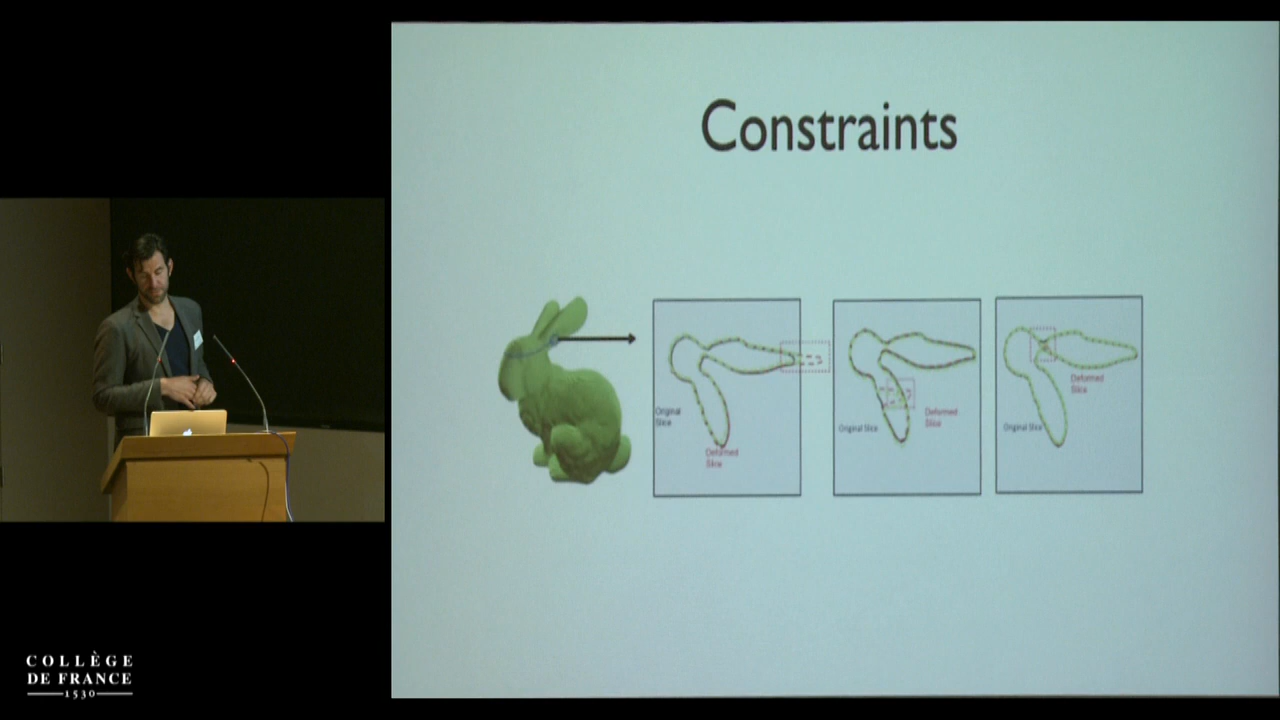 Constraints
Original
Slice
Deformed
Slice
Original Slice
Deformed
Slice
Original Slice
Deformed
Slice
COLLÈGE
DE FRANCE
1530